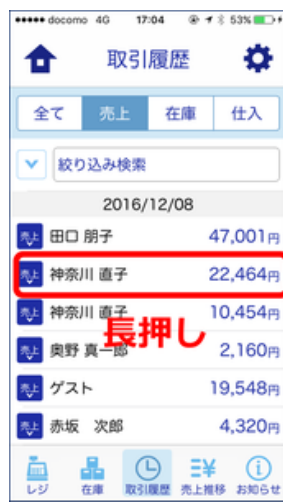 docomo 4G 17:04 53%
取引履歴
全て 売上 在庫 仕入
絞り込み検索
2016/12/08
売上 田口 朋子 47,001円
売上 神奈川 直子 22,464円
売上 神奈川 直子 10,454円
長押し
売上 奥野 真一郎 2,160円
売上 ゲスト 19,548円
売上 赤坂 次郎 4,320円
レジ 在庫 取引履歴 売上推移 お知らせ